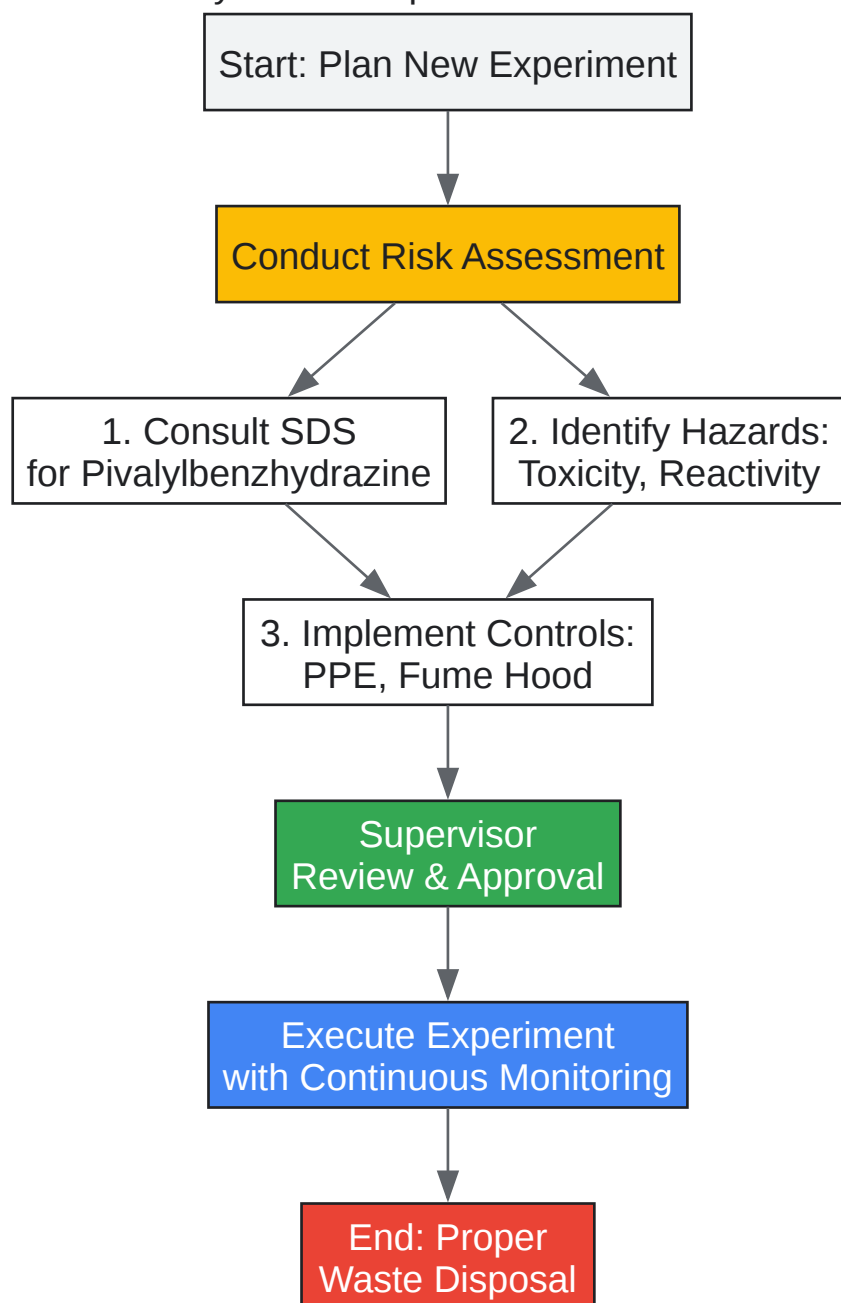 Start: Plan New Experiment
Conduct Risk Assessment
1. Consult SDS
for Pivalylbenzhydrazine
2. Identify Hazards:
Toxicity, Reactivity
3. Implement Controls:
PPE, Fume Hood
Supervisor
Review & Approval
Execute Experiment
with Continuous Monitoring
End: Proper
Waste Disposal